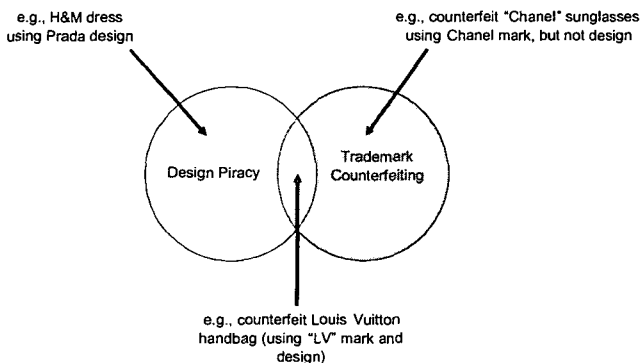 e.g., H&M dress
using Prada design
e.g., counterfeit “Chanel” sunglasses
using Chanel mark, but not design
Design Piracy
Trademark
Counterfeiting
e.g., counterfeit Louis Vuitton
handbag (using “LV” mark and
design)